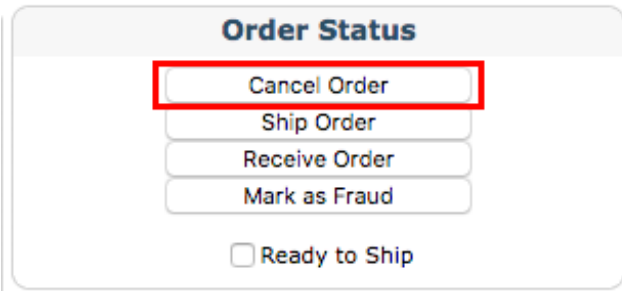 Order Status
Cancel Order
Ship Order
Receive Order
Mark as Fraud
Ready to Ship